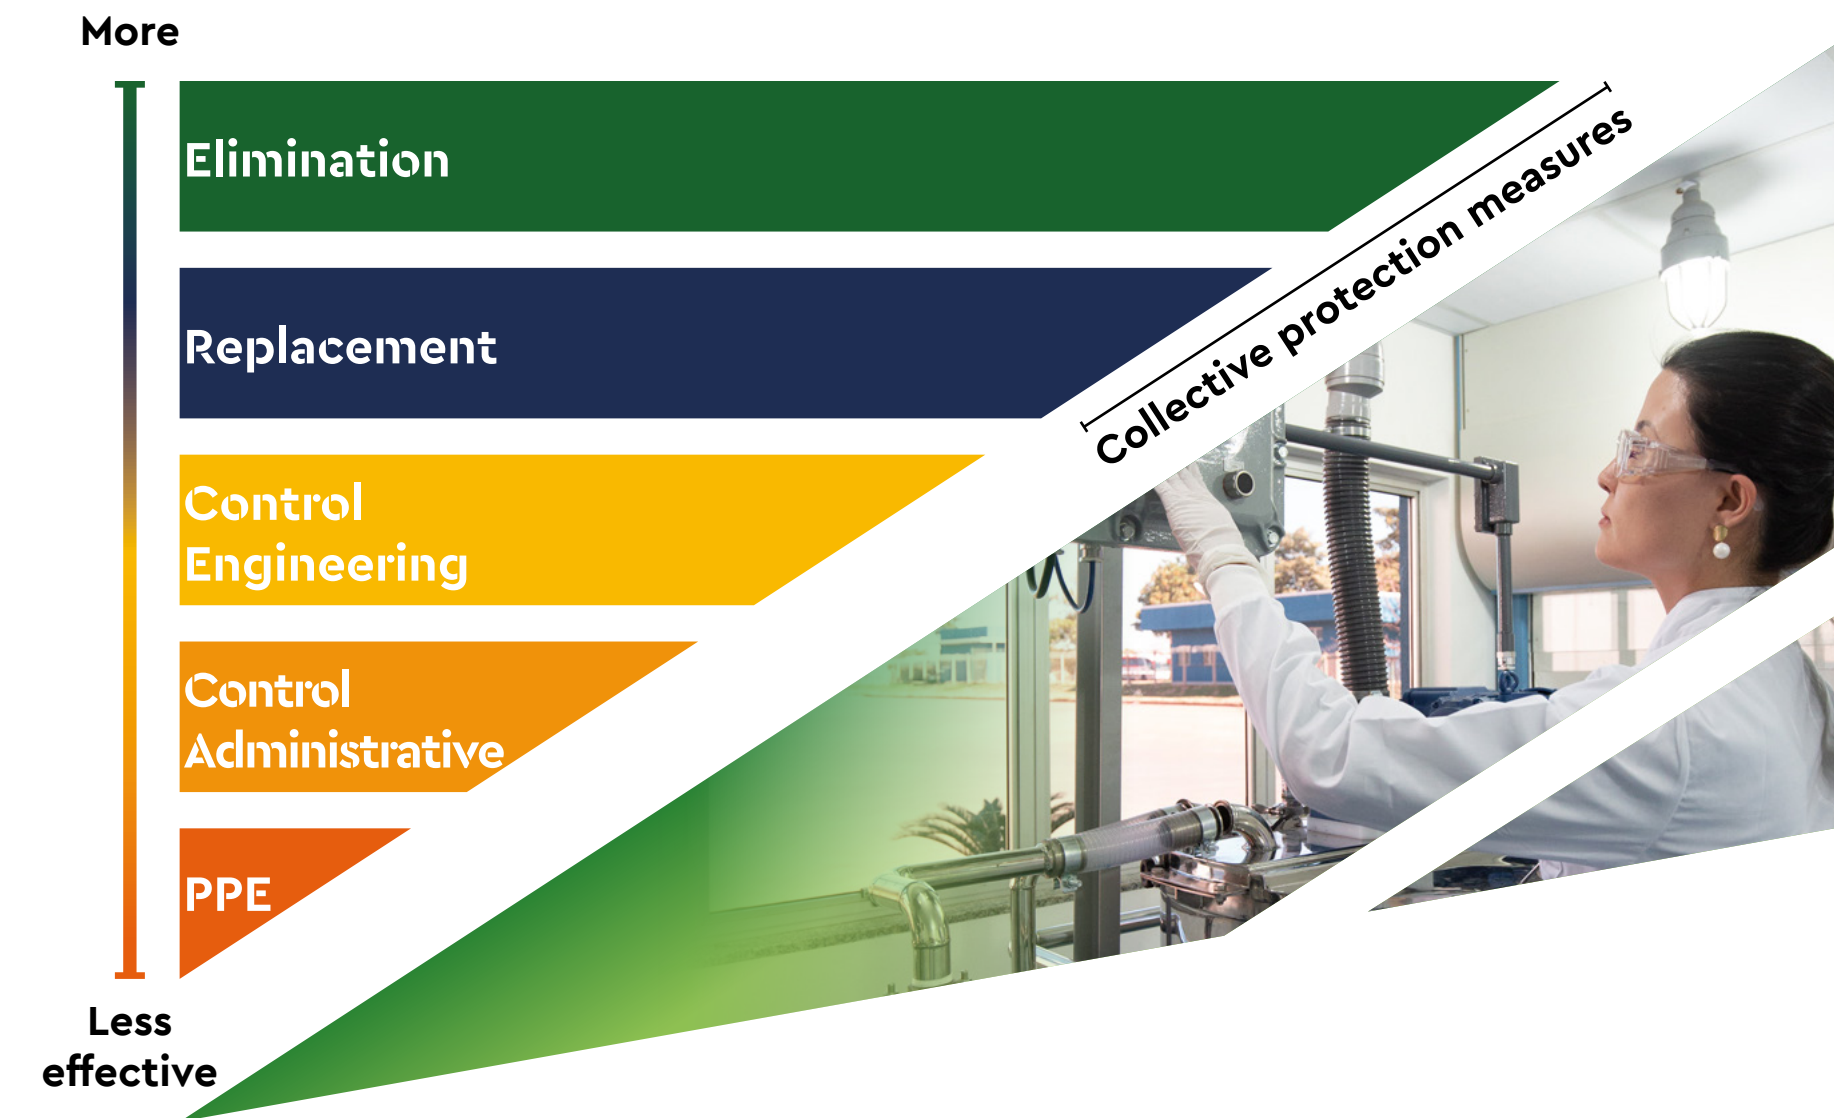 More
Elimination
Replacement
Control
Engineering
Control
Administrative
PPE
Less
effective
Collective protection measures